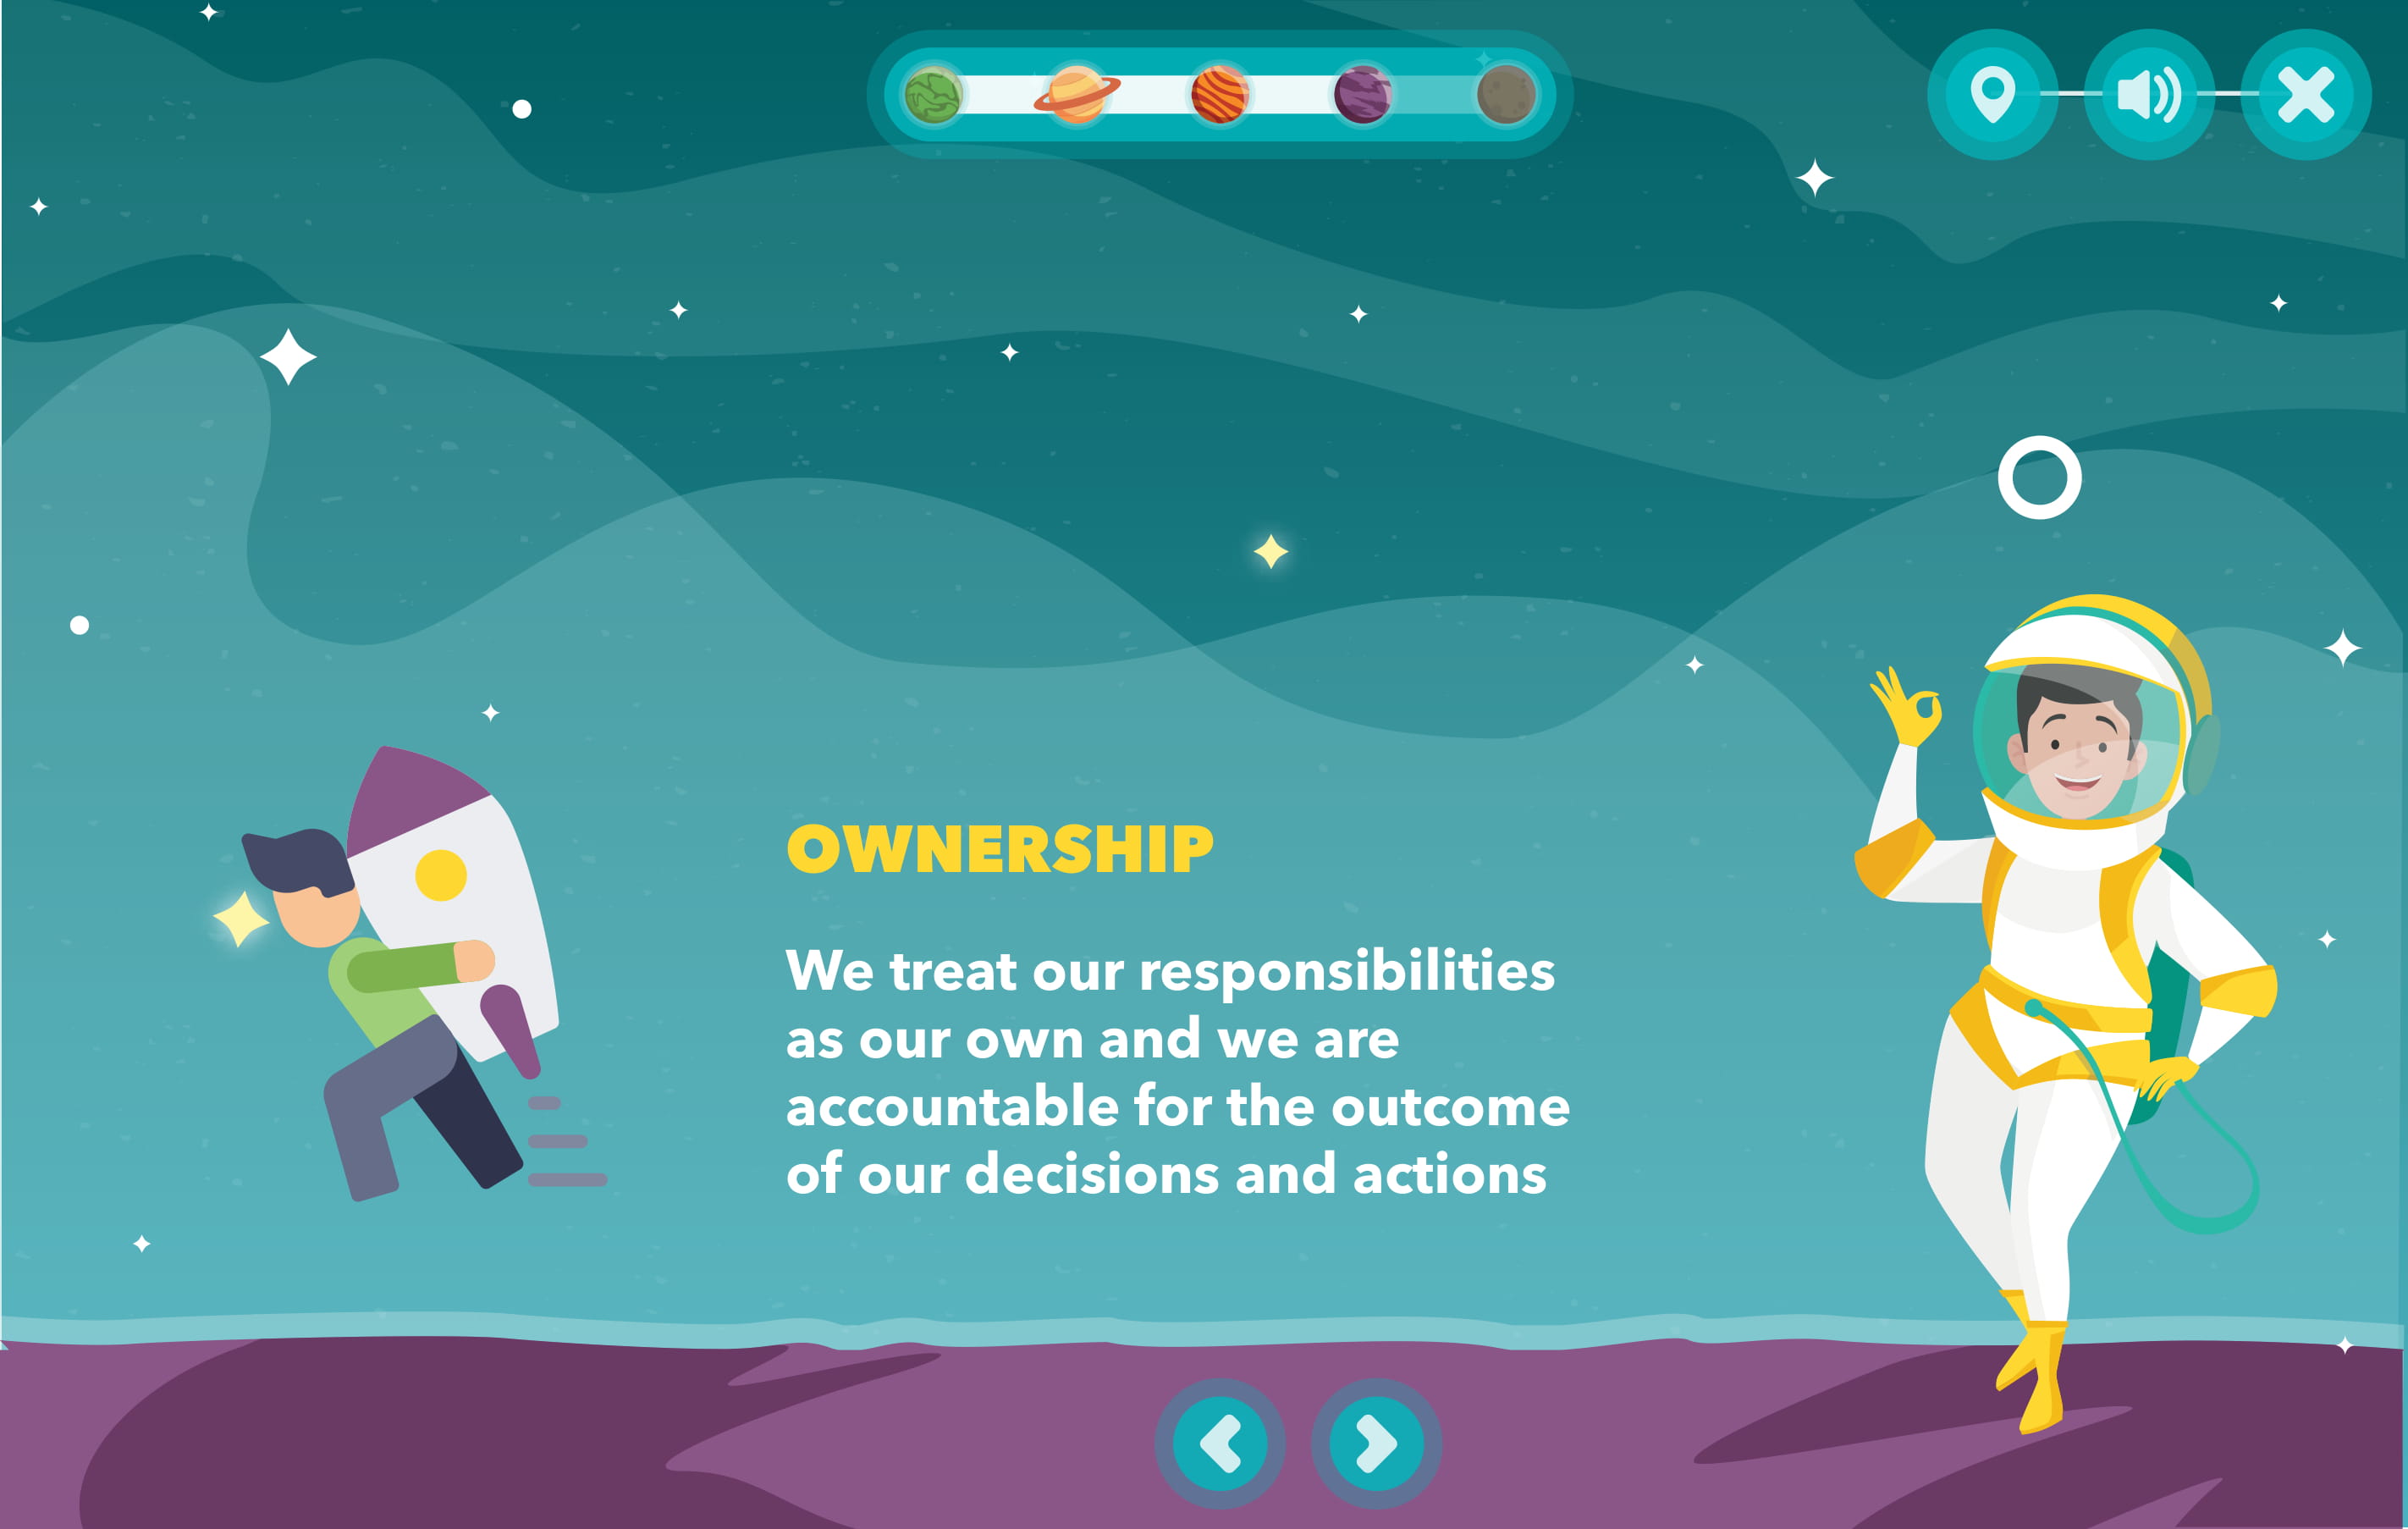 OWNERSHIP
We treat our responsibilities
as our own and we are
accountable for the outcome
of our decisions and actions